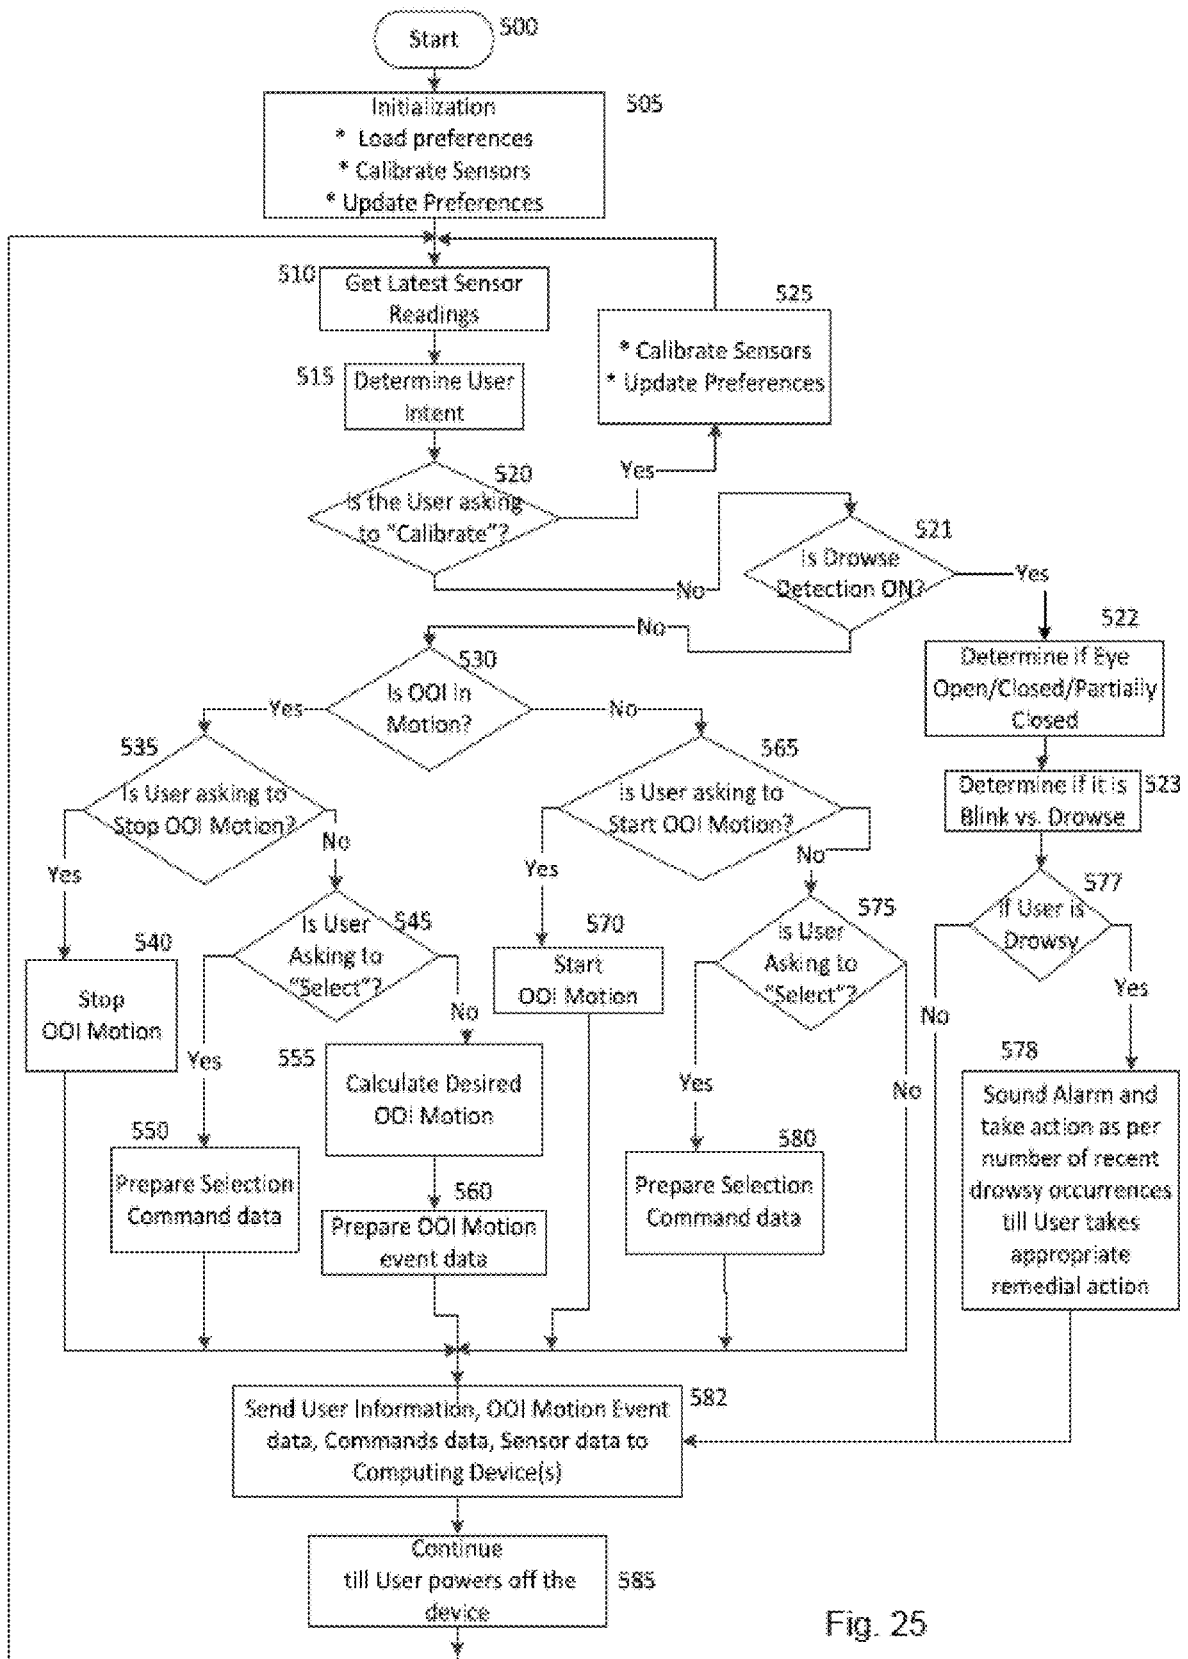 Start
500
Initialization
* Load preferences
* Calibrate Sensors
* Update Preferences
505
510
Get Latest Sensor
Readings
525
* Calibrate Sensors
* Update Preferences
515
Determine User
Intent
520
Is the User asking
to "Calibrate"?
Yes
No
521
Is Drowse
Detection ON?
Yes
No
522
Determine if Eye
Open/Closed/Partially
Closed
530
Is OOI in
Motion?
Yes
No
535
Is User asking to
Stop OOI Motion?
Yes
No
565
Is User asking to
Start OOI Motion?
Yes
No
523
Determine if it is
Blink vs. Drowse
577
If User is
Drowsy
No
Yes
540
Stop
OOI Motion
545
Is User
Asking to
"Select"?
Yes
No
570
Start
OOI Motion
575
Is User
Asking to
"Select"?
Yes
No
578
Sound Alarm and
take action as per
number of recent
drowsy occurrences
till User takes
appropriate
remedial action
555
Calculate Desired
OOI Motion
550
Prepare Selection
Command data
560
Prepare OOI Motion
event data
580
Prepare Selection
Command data
582
Send User Information, OOI Motion Event
data, Commands data, Sensor data to
Computing Device(s)
Continue
till User powers off the
device
585
Fig. 25